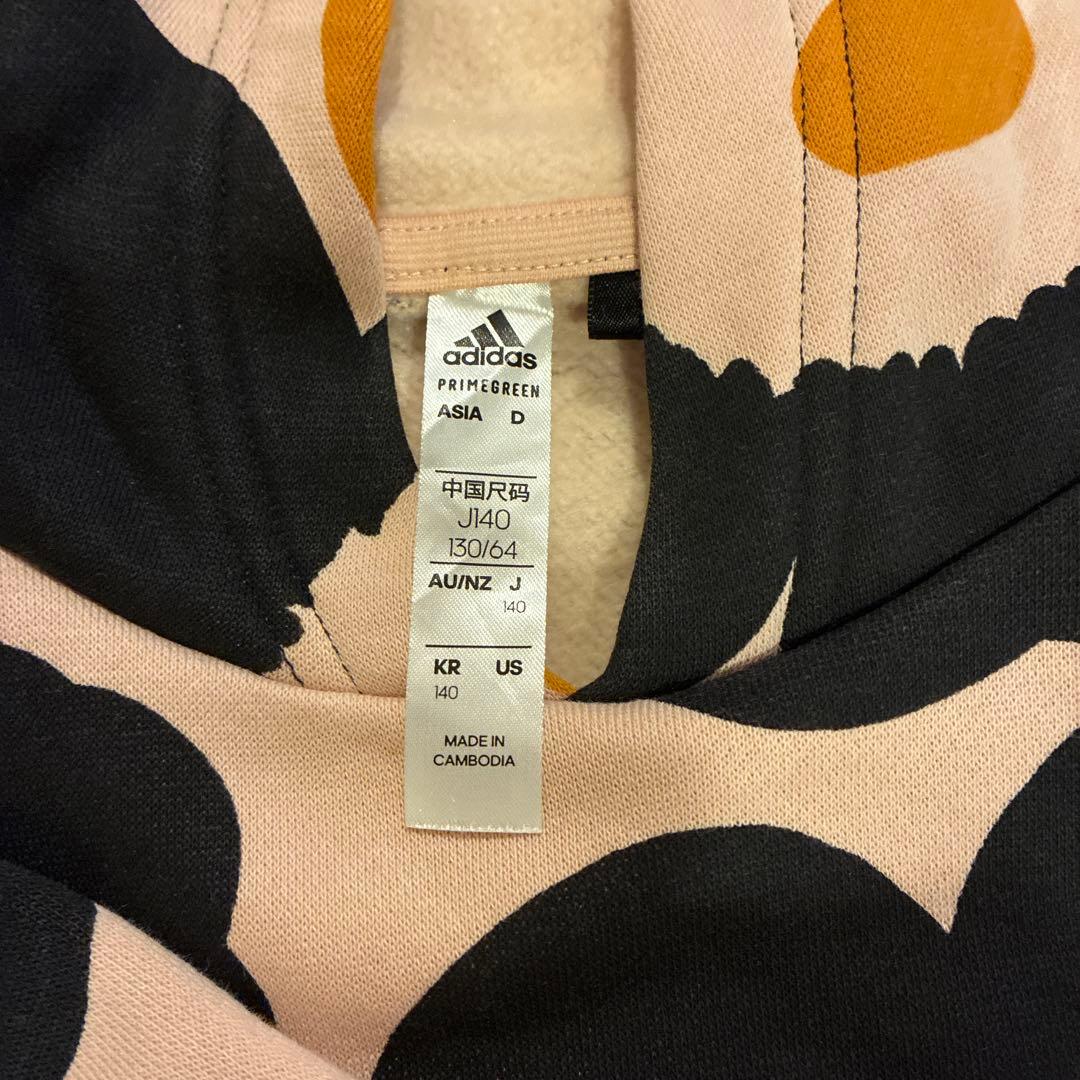 adidas
PRIMEGREEN
ASIA D
中国尺码
J140
130/64
AU/NZ J
140
KR US
140
MADE IN
CAMBODIA